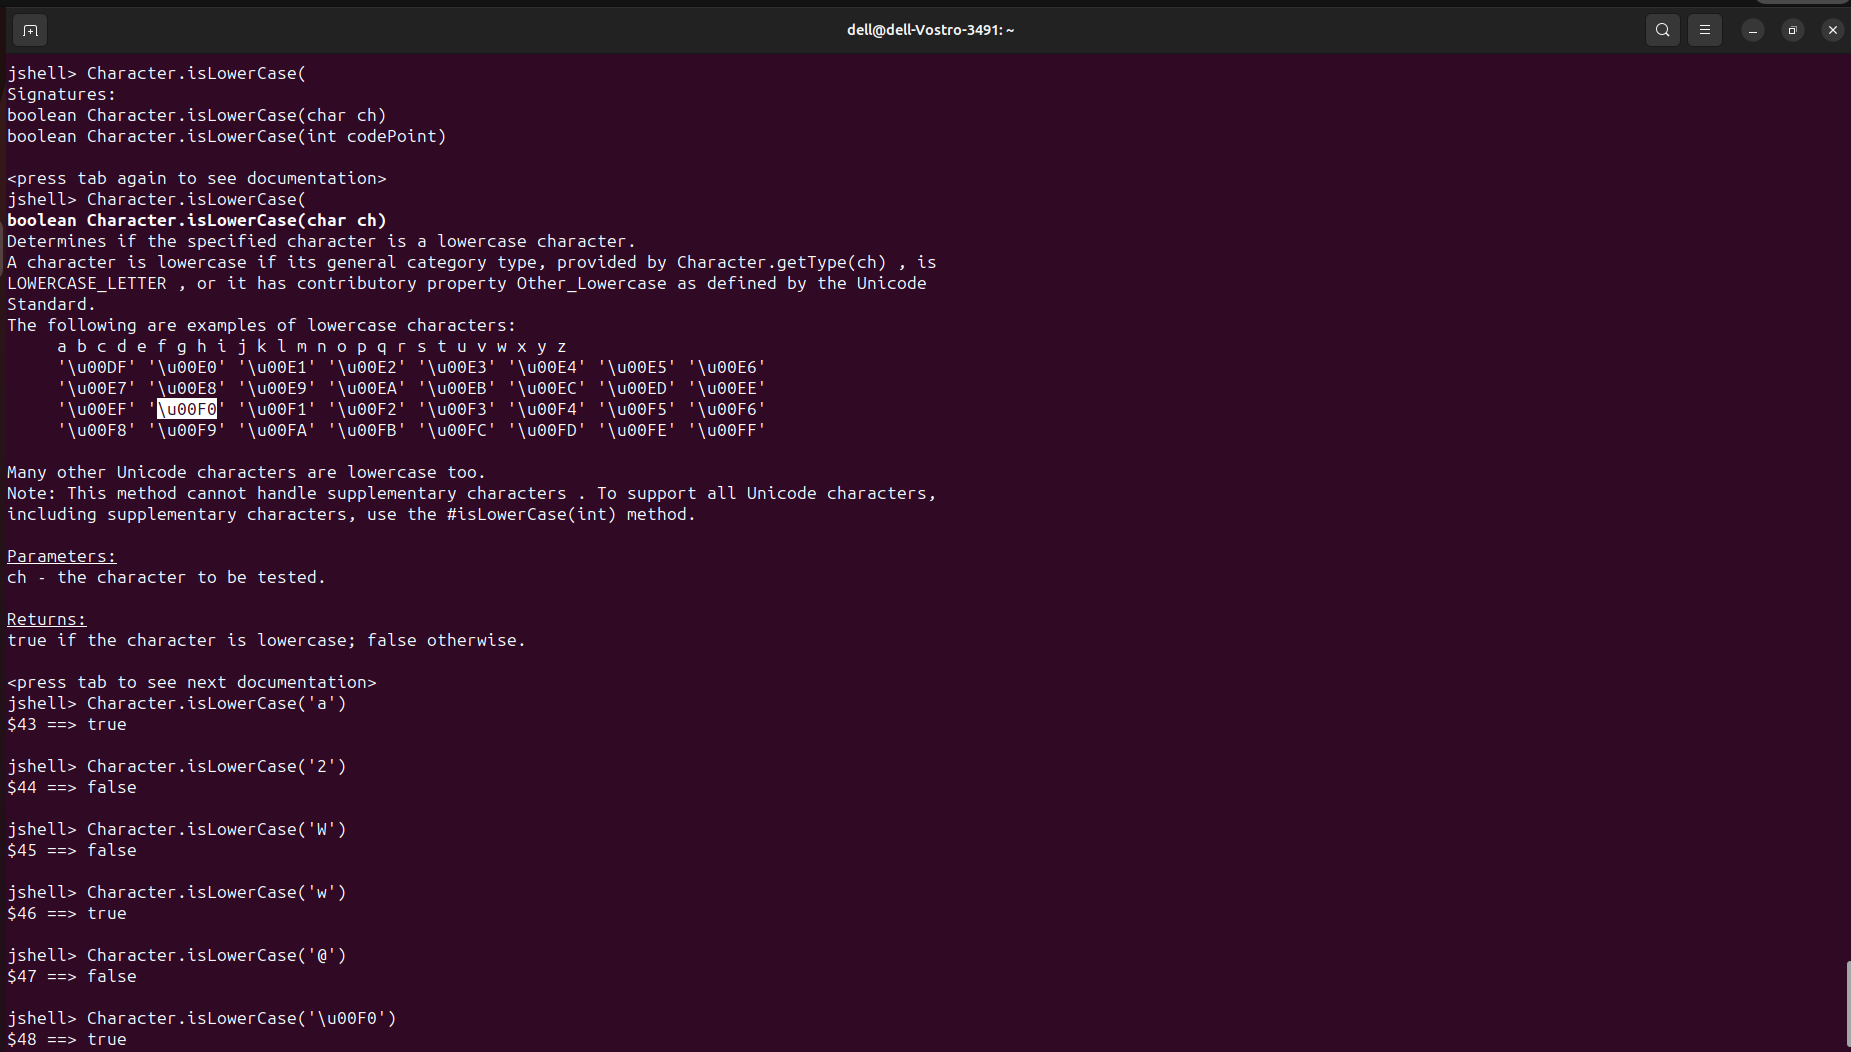 dell@dell-Vostro-3491: ~
jshell> Character.isLowerCase(
Signatures:
boolean Character.isLowerCase(char ch)
boolean Character.isLowerCase(int codePoint)
<press tab again to see documentation>
jshell> Character.isLowerCase(
boolean Character.isLowerCase(char ch)
Determines if the specified character is a lowercase character.
A character is lowercase if its general category type, provided by Character.getType(ch) , is
LOWERCASE_LETTER , or it has contributory property Other_Lowercase as defined by the Unicode
Standard.
The following are examples of lowercase characters:
a b c d e f g h i j k l m n o p q r s t u v w x y z
'\u00DF' '\u00E0' '\u00E1' '\u00E2' '\u00E3' '\u00E4' '\u00E5' '\u00E6'
'\u00E7' '\u00E8' '\u00E9' '\u00EA' '\u00EB' '\u00EC' '\u00ED' '\u00EE'
'\u00EF' '\u00F0' '\u00F1' '\u00F2' '\u00F3' '\u00F4' '\u00F5' '\u00F6'
'\u00F8' '\u00F9' '\u00FA' '\u00FB' '\u00FC' '\u00FD' '\u00FE' '\u00FF'
Many other Unicode characters are lowercase too.
Note: This method cannot handle supplementary characters . To support all Unicode characters,
including supplementary characters, use the #isLowerCase(int) method.
Parameters:
ch - the character to be tested.
Returns:
true if the character is lowercase; false otherwise.
<press tab to see next documentation>
jshell> Character.isLowerCase('a')
$43 ==> true
jshell> Character.isLowerCase('2')
$44 ==> false
jshell> Character.isLowerCase('W')
$45 ==> false
jshell> Character.isLowerCase('w')
$46 ==> true
jshell> Character.isLowerCase('@')
$47 ==> false
jshell> Character.isLowerCase('\u00F0')
$48 ==> true